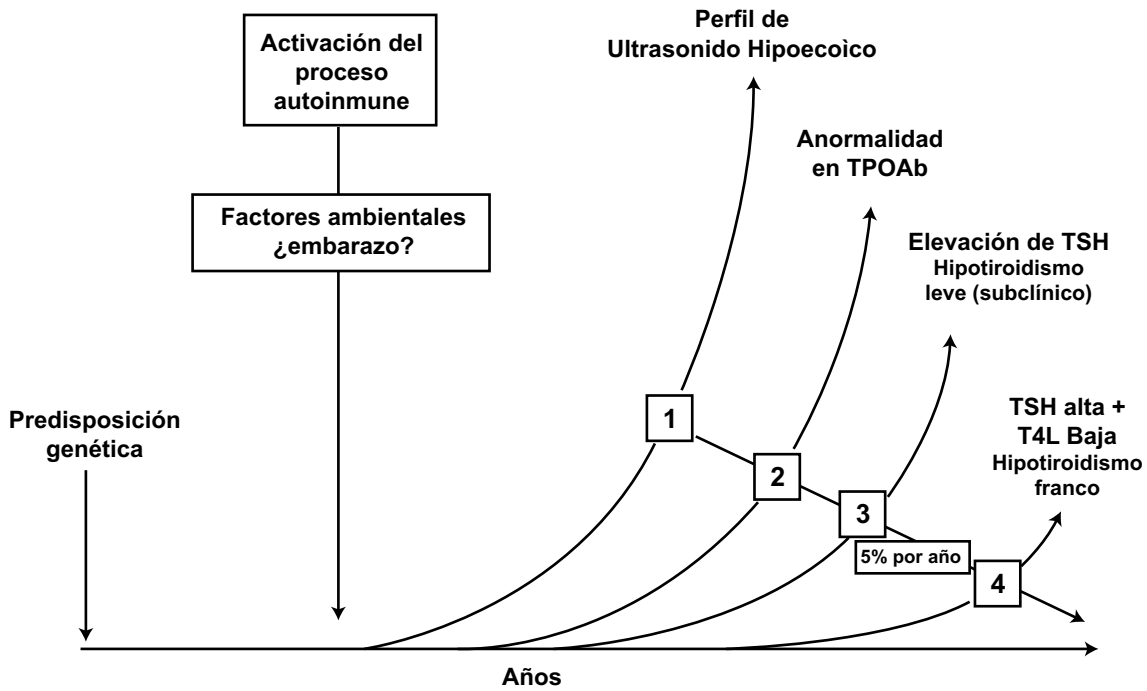 Activación del
proceso
autoinmune
Factores ambientales
¿embarazo?
Perfil de
Ultrasonido Hipoecoìco
Anormalidad
en TPOAb
Elevación de TSH
Hipotiroidismo
leve (subclínico)
TSH alta +
T4L Baja
Hipotiroidismo
franco
Predisposición
genética
1
2
3
5% por año
4
Años